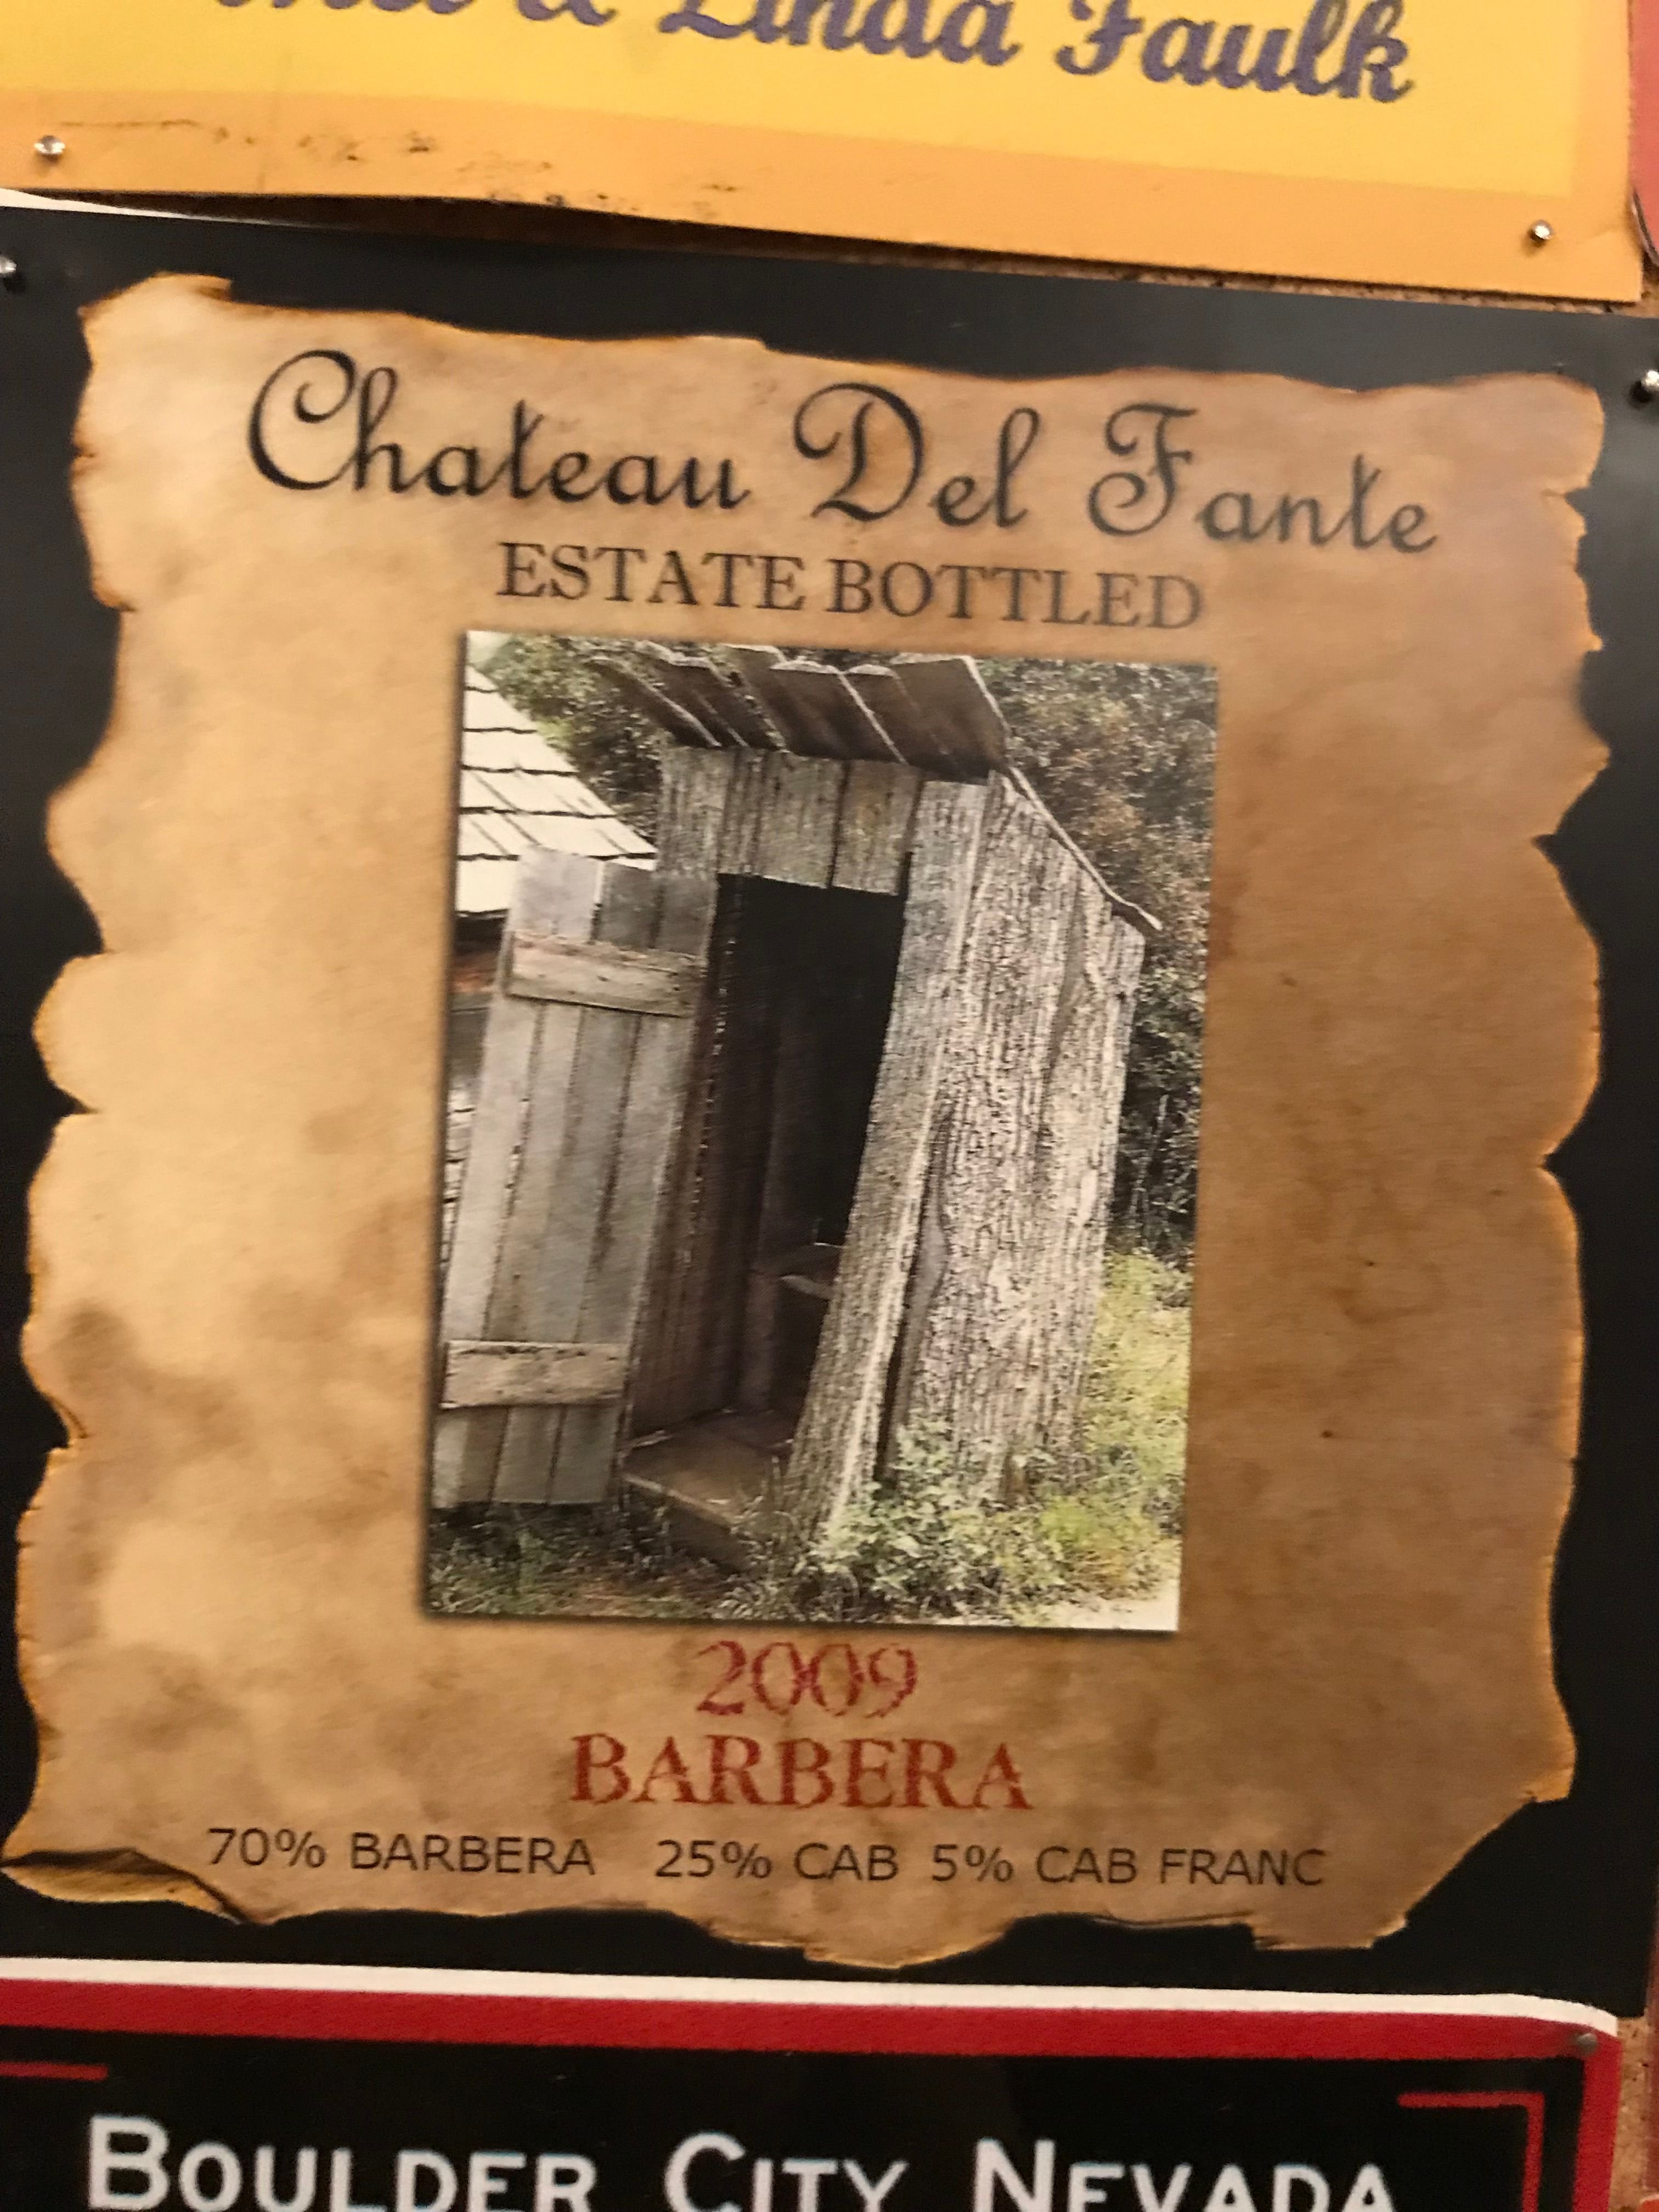 & Linda Faulk
Chateau Del Fante
ESTATE BOTTLED
2009
BARBERA
70% BARBERA 25% CAB 5% CAB FRANC
BOULDER CITY NEVADA